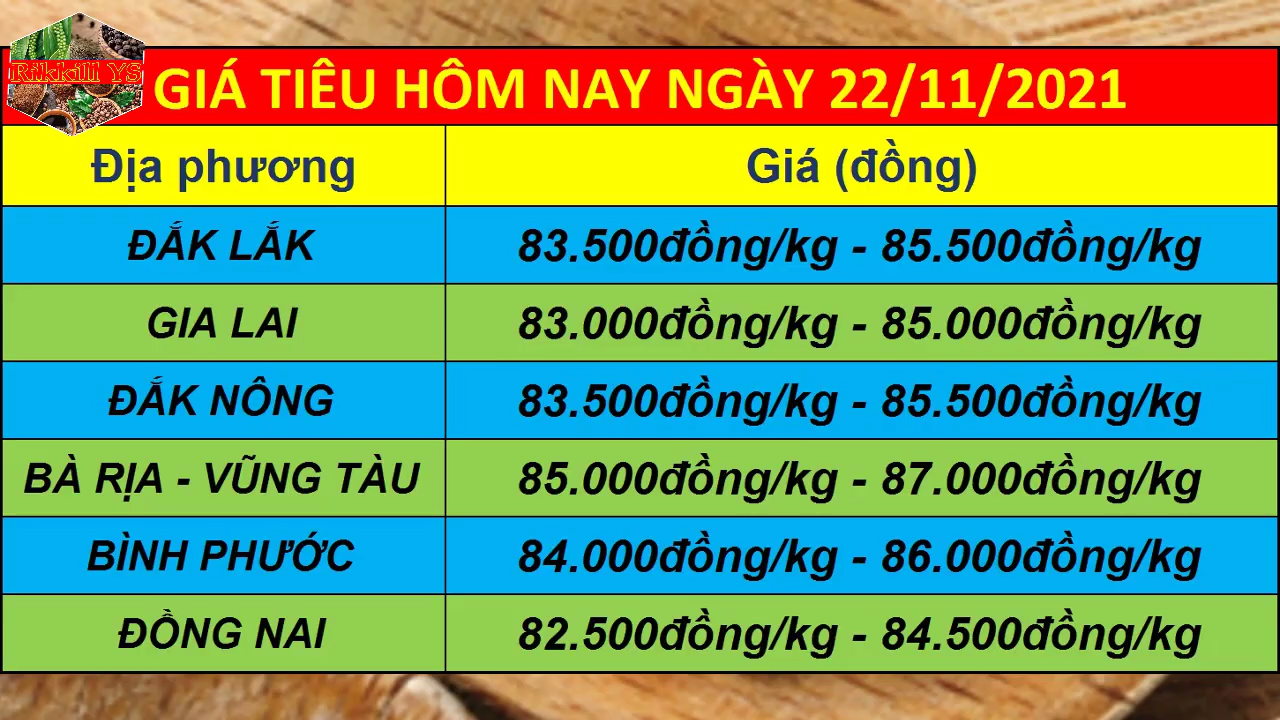 Rikkill YS
GIÁ TIÊU HÔM NAY NGÀY 22/11/2021
Địa phương Giá (đồng)
ĐẮK LẮK 83.500đồng/kg - 85.500đồng/kg
GIA LAI 83.000đồng/kg - 85.000đồng/kg
ĐẮK NÔNG 83.500đồng/kg - 85.500đồng/kg
BÀ RỊA - VŨNG TÀU 85.000đồng/kg - 87.000đồng/kg
BÌNH PHƯỚC 84.000đồng/kg - 86.000đồng/kg
ĐỒNG NAI 82.500đồng/kg - 84.500đồng/kg